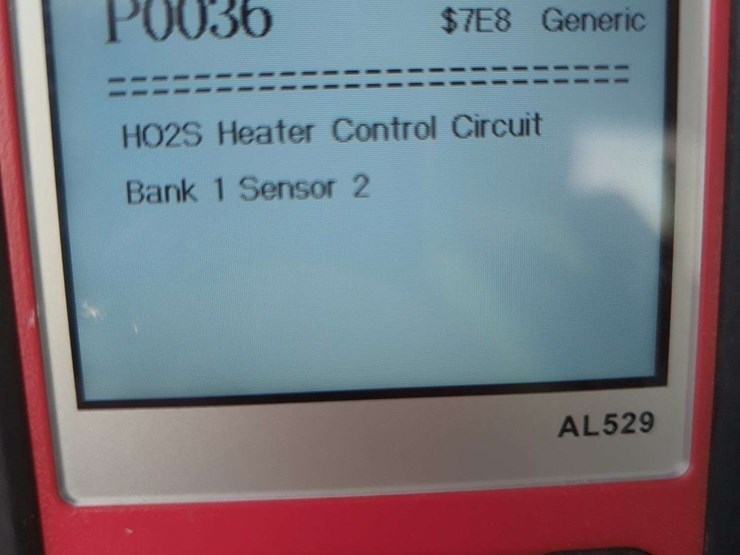 P0036 $7E8 Generic
================================
HO2S Heater Control Circuit
Bank 1 Sensor 2
AL529